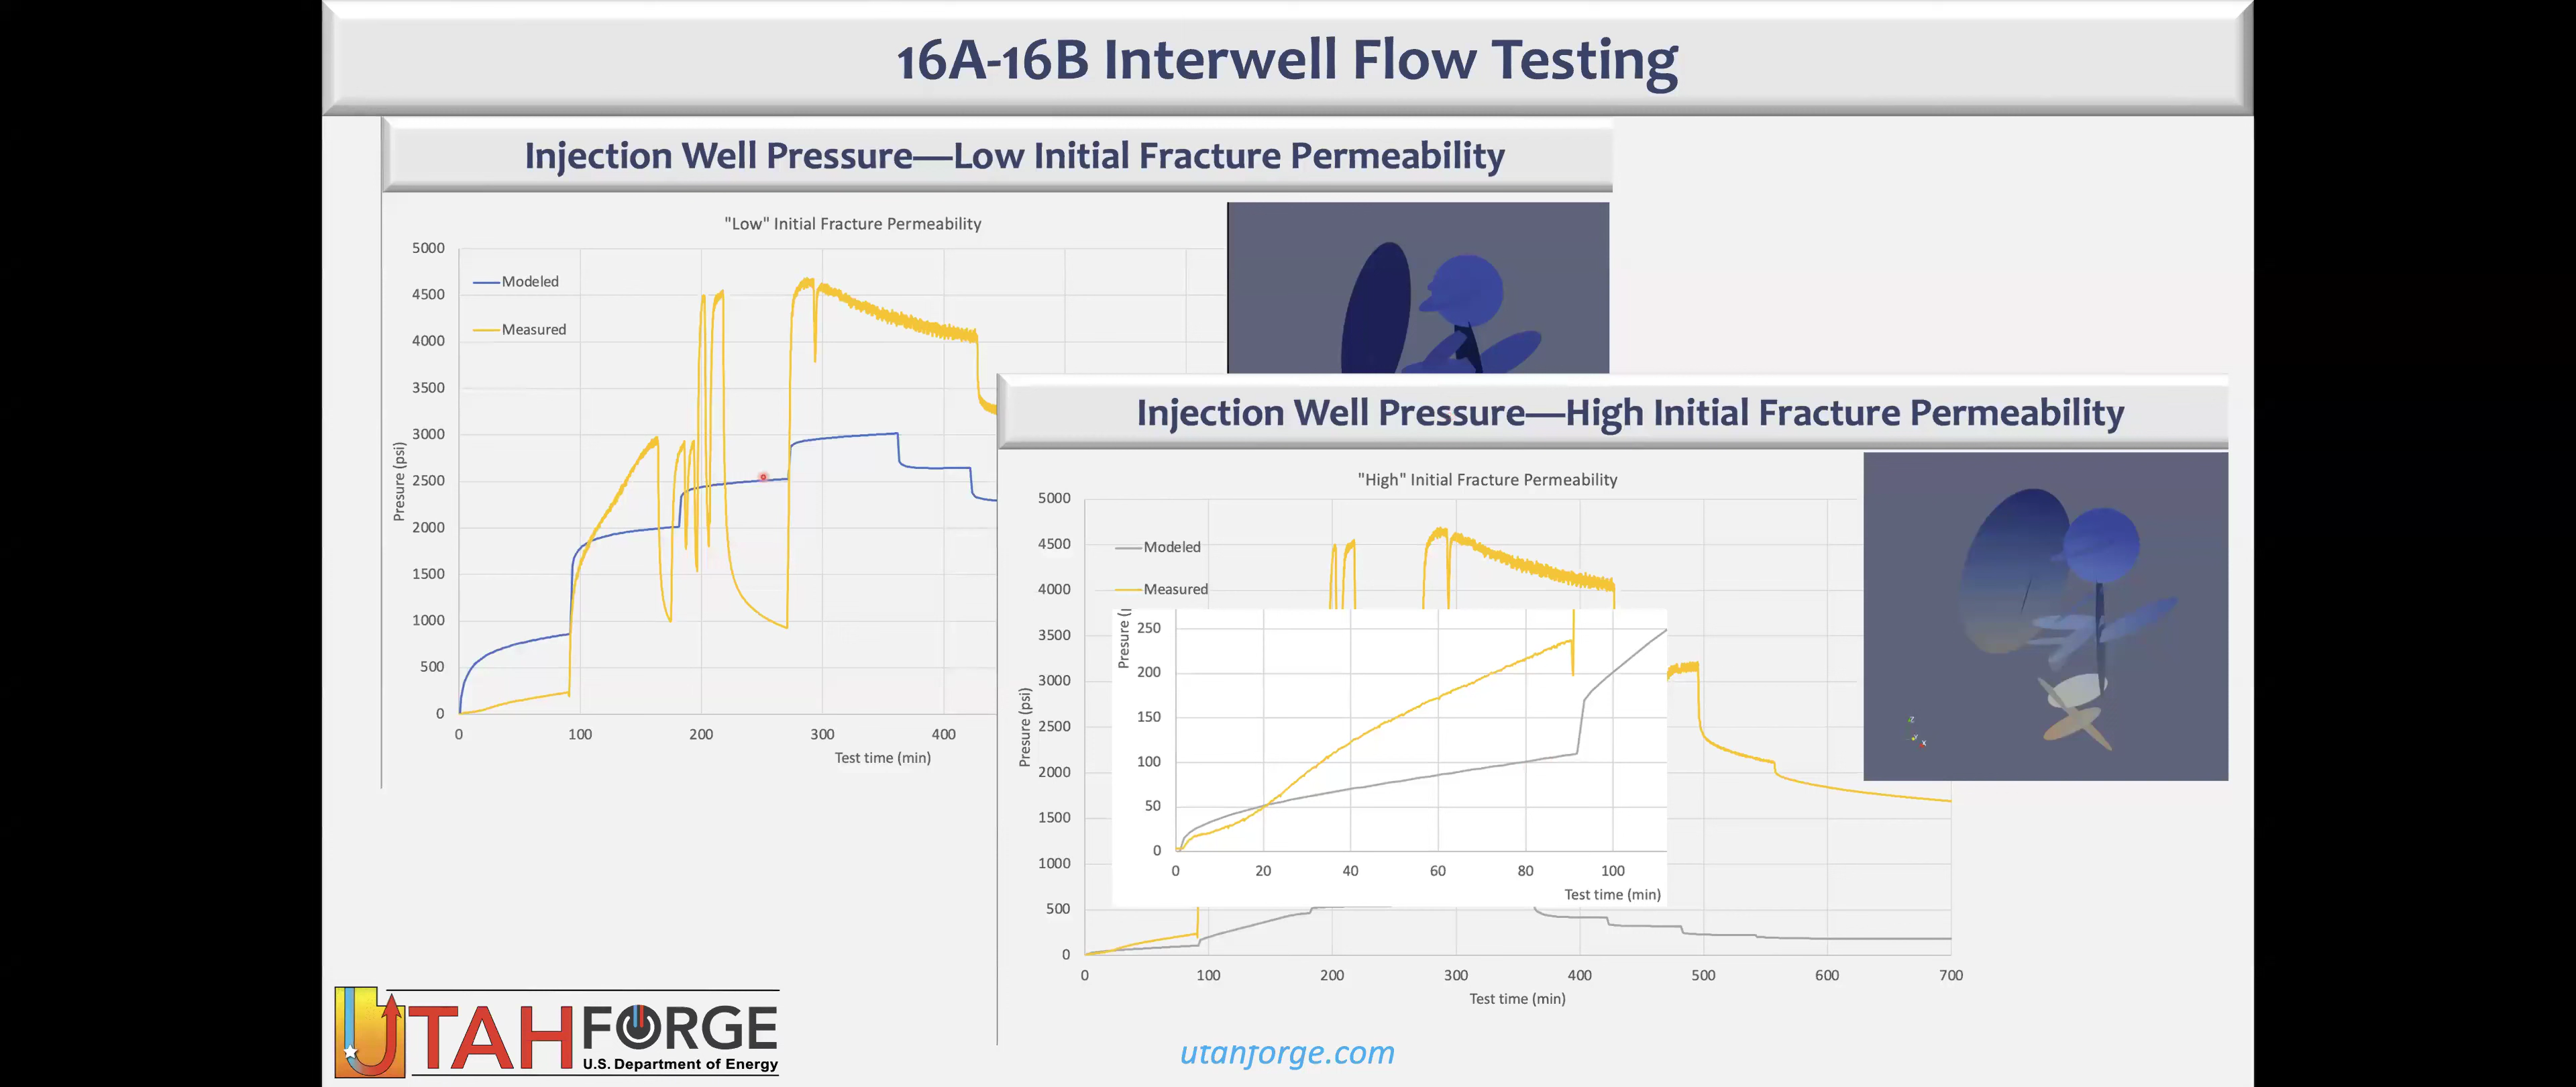 16A-16B Interwell Flow Testing
Injection Well Pressure—Low Initial Fracture Permeability
"Low" Initial Fracture Permeability
5000
4500
4000
3500
3000
2500
2000
1500
1000
500
0
Modeled
Measured
Presure (psi)
0 100 200 300 400
Test time (min)
Injection Well Pressure—High Initial Fracture Permeability
"High" Initial Fracture Permeability
5000
4500
4000
3500
3000
2500
2000
1500
1000
500
0
Modeled
Measured
Presure (psi)
Presure (
250
200
150
100
50
0
0 20 40 60 80 100
Test time (min)
0 100 200 300 400 500 600 700
Test time (min)
Z
Y
X
UTAH FORGE
U.S. Department of Energy
utahforge.com